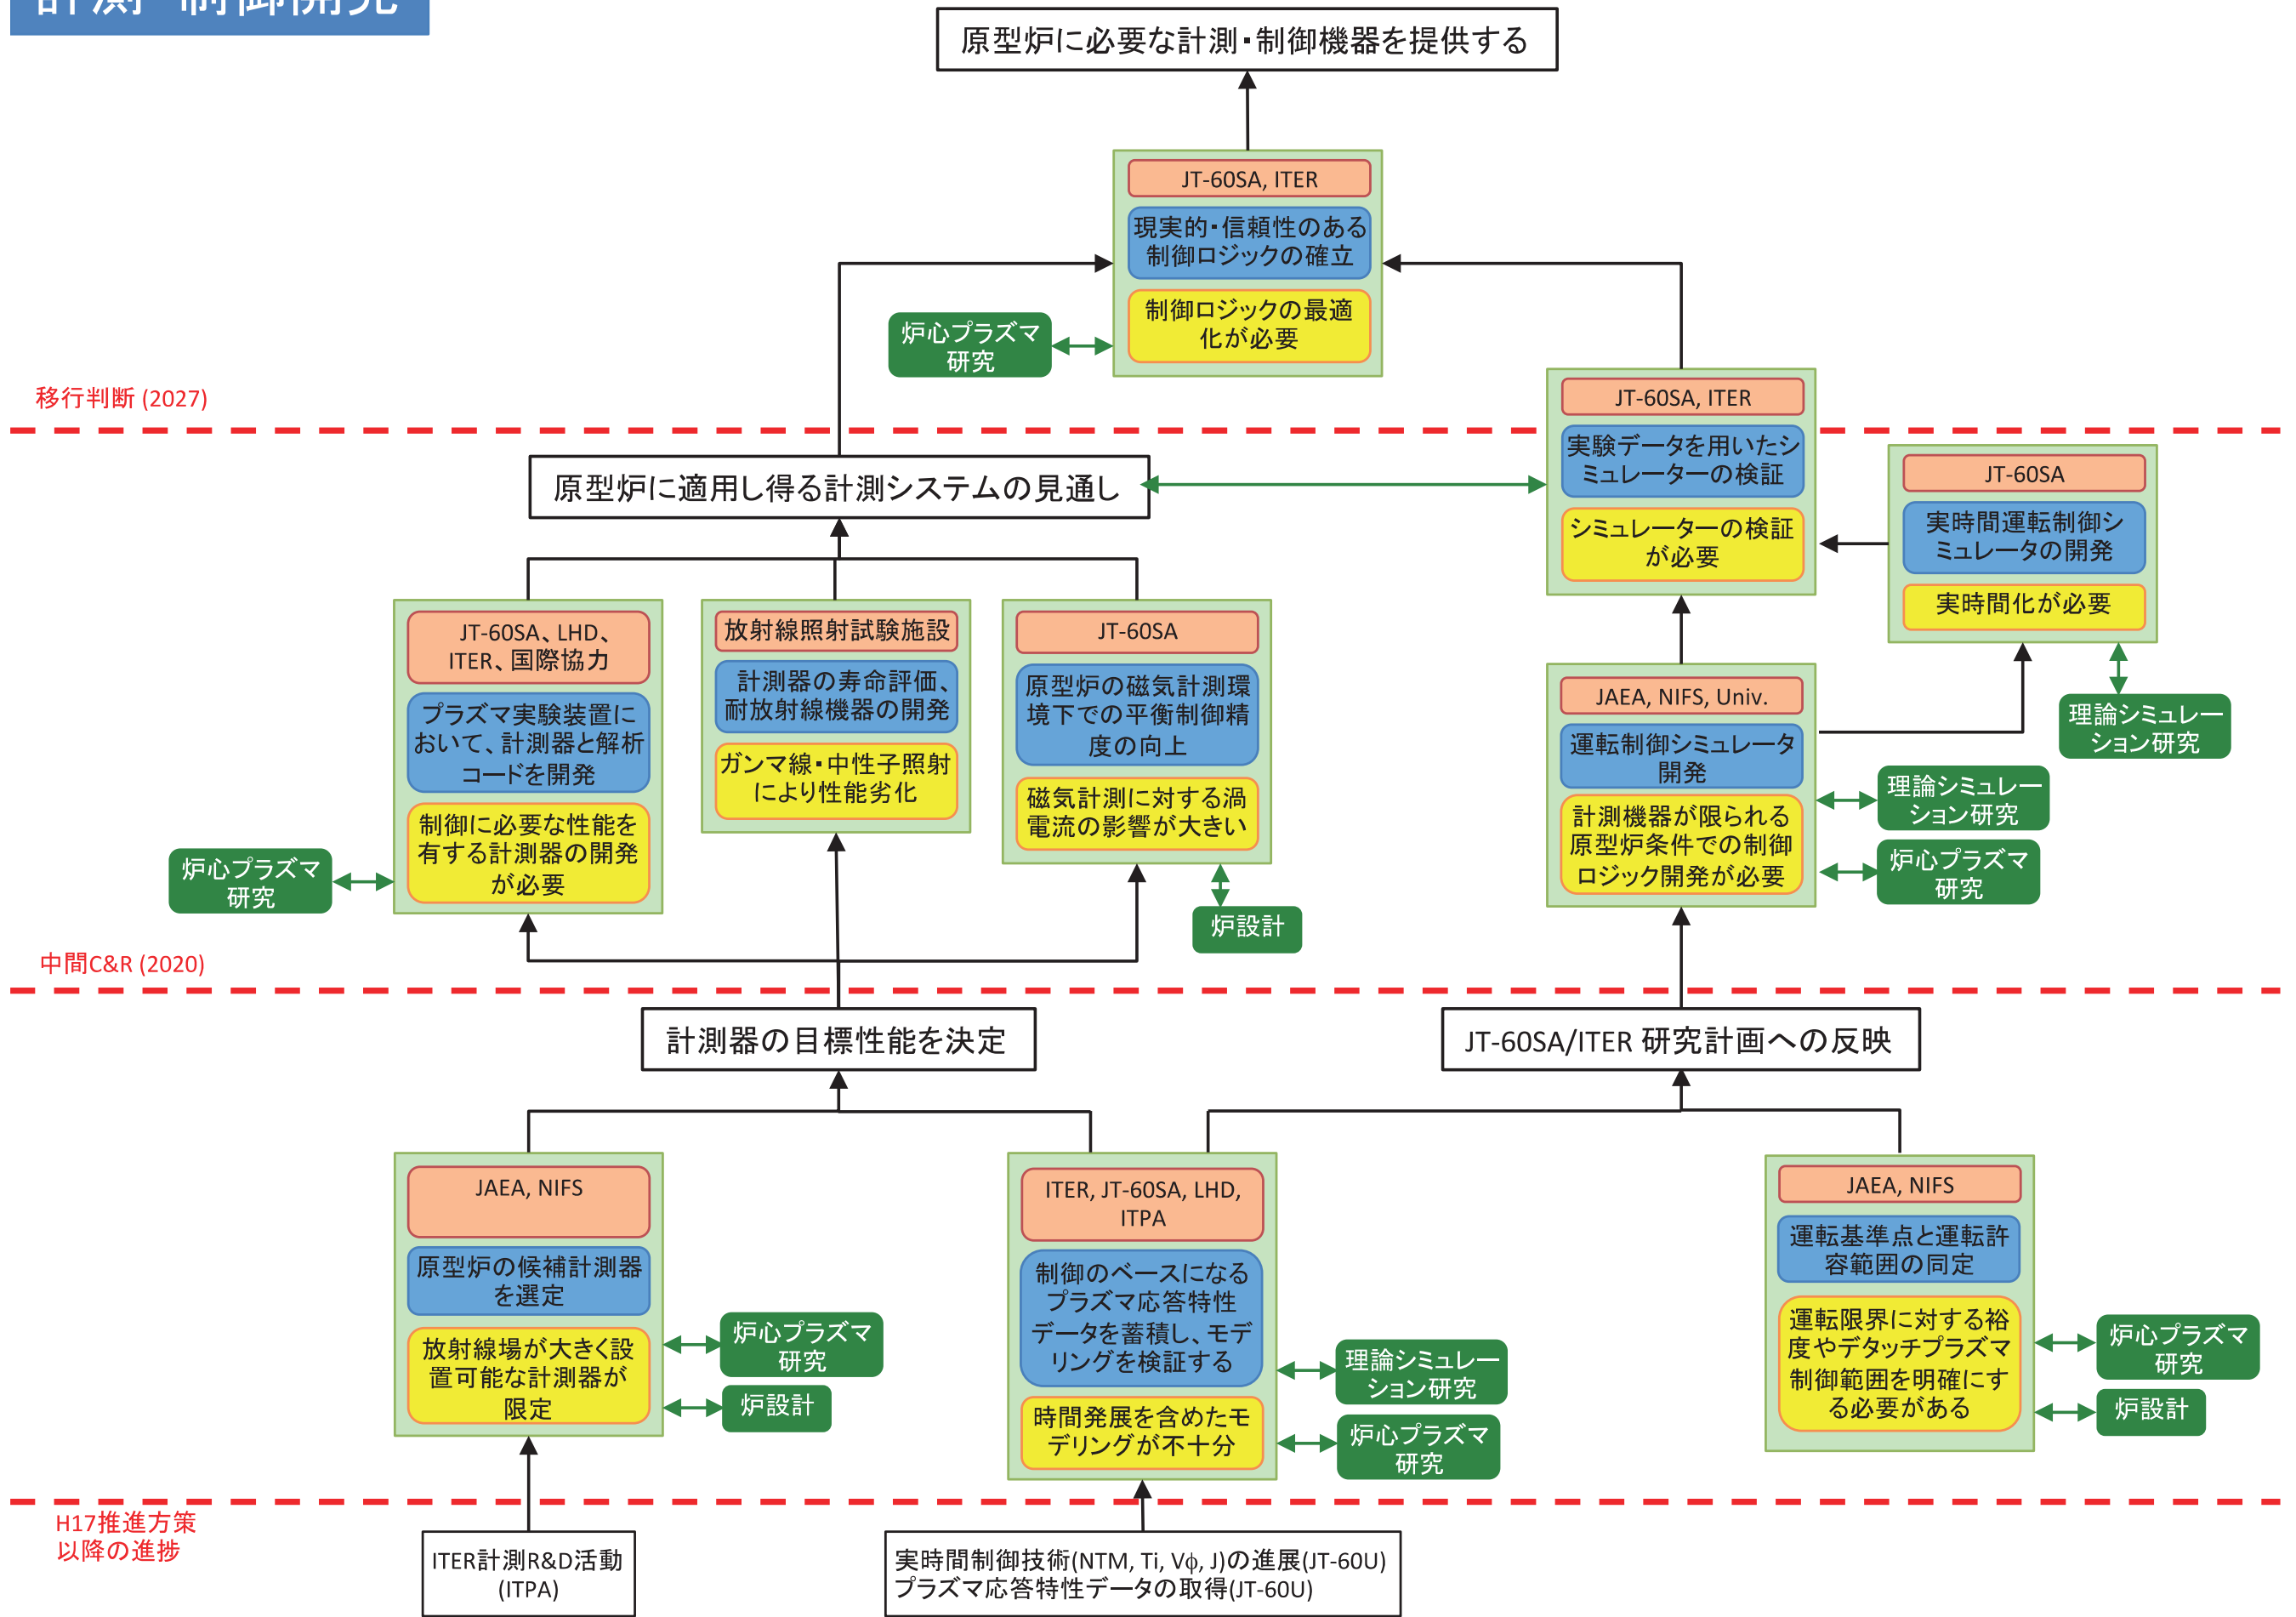 計測・制御開発
原型炉に必要な計測・制御機器を提供する
JT-60SA, ITER
現実的・信頼性のある
制御ロジックの確立
制御ロジックの最適
化が必要
炉心プラズマ
研究
移行判断 (2027)
JT-60SA, ITER
実験データを用いたシ
ミュレーターの検証
シミュレーターの検証
が必要
JT-60SA
実時間運転制御シ
ミュレータの開発
実時間化が必要
理論シミュレー
ション研究
原型炉に適用し得る計測システムの見通し
JT-60SA、LHD、
ITER、国際協力
プラズマ実験装置に
おいて、計測器と解析
コードを開発
制御に必要な性能を
有する計測器の開発
が必要
炉心プラズマ
研究
放射線照射試験施設
計測器の寿命評価、
耐放射線機器の開発
ガンマ線・中性子照射
により性能劣化
JT-60SA
原型炉の磁気計測環
境下での平衡制御精
度の向上
磁気計測に対する渦
電流の影響が大きい
炉設計
JAEA, NIFS, Univ.
運転制御シミュレータ
開発
計測機器が限られる
原型炉条件での制御
ロジック開発が必要
理論シミュレー
ション研究
炉心プラズマ
研究
中間C&R (2020)
計測器の目標性能を決定
JT-60SA/ITER 研究計画への反映
JAEA, NIFS
原型炉の候補計測器
を選定
放射線場が大きく設
置可能な計測器が
限定
炉心プラズマ
研究
炉設計
ITER, JT-60SA, LHD,
ITPA
制御のベースになる
プラズマ応答特性
データを蓄積し、モデ
リングを検証する
時間発展を含めたモ
デリングが不十分
理論シミュレー
ション研究
炉心プラズマ
研究
JAEA, NIFS
運転基準点と運転許
容範囲の同定
運転限界に対する裕
度やデタッチプラズマ
制御範囲を明確にす
る必要がある
炉心プラズマ
研究
炉設計
H17推進方策
以降の進捗
ITER計測R&D活動
(ITPA)
実時間制御技術(NTM, Ti, Vϕ, J)の進展(JT-60U)
プラズマ応答特性データの取得(JT-60U)